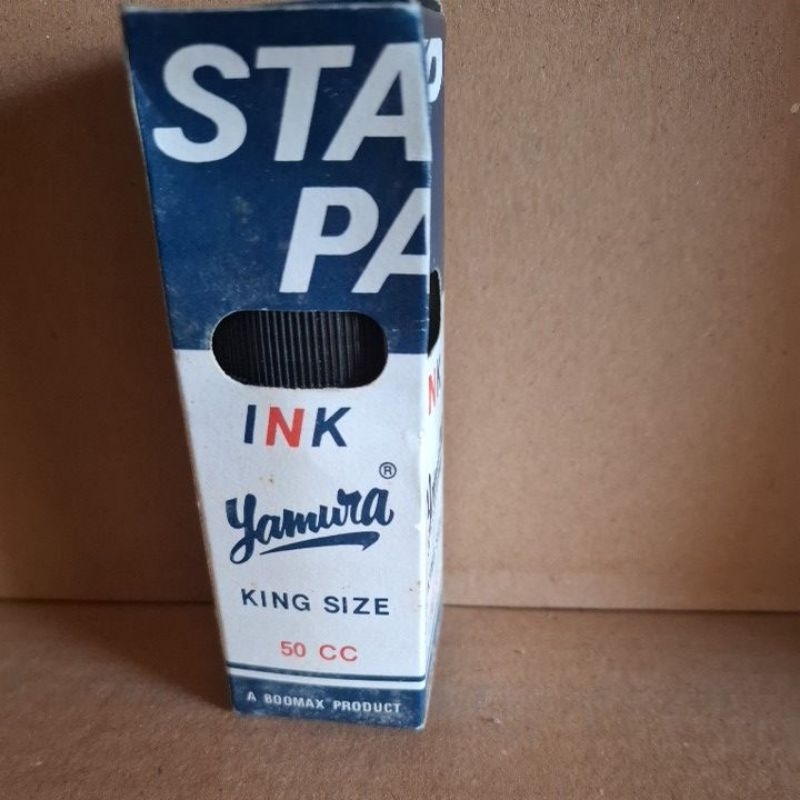 STA
PA
INK
Yamura®
KING SIZE
50 CC
A BOOMAX PRODUCT